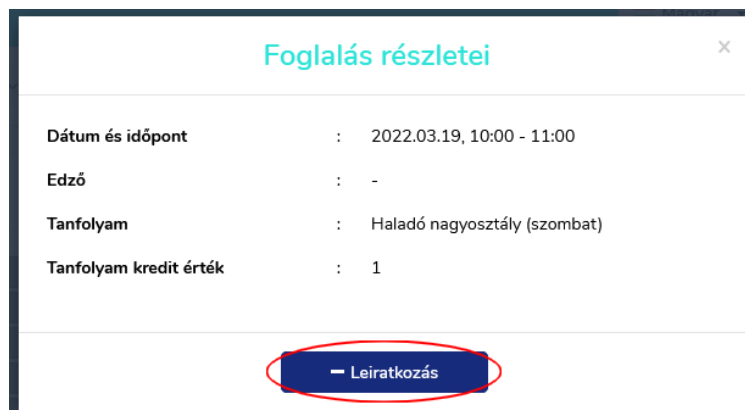 Magyar
Foglalás részletei
×
Dátum és időpont : 2022.03.19, 10:00 - 11:00
Edző : -
Tanfolyam : Haladó nagyosztály (szombat)
Tanfolyam kredit érték : 1
Leiratkozás